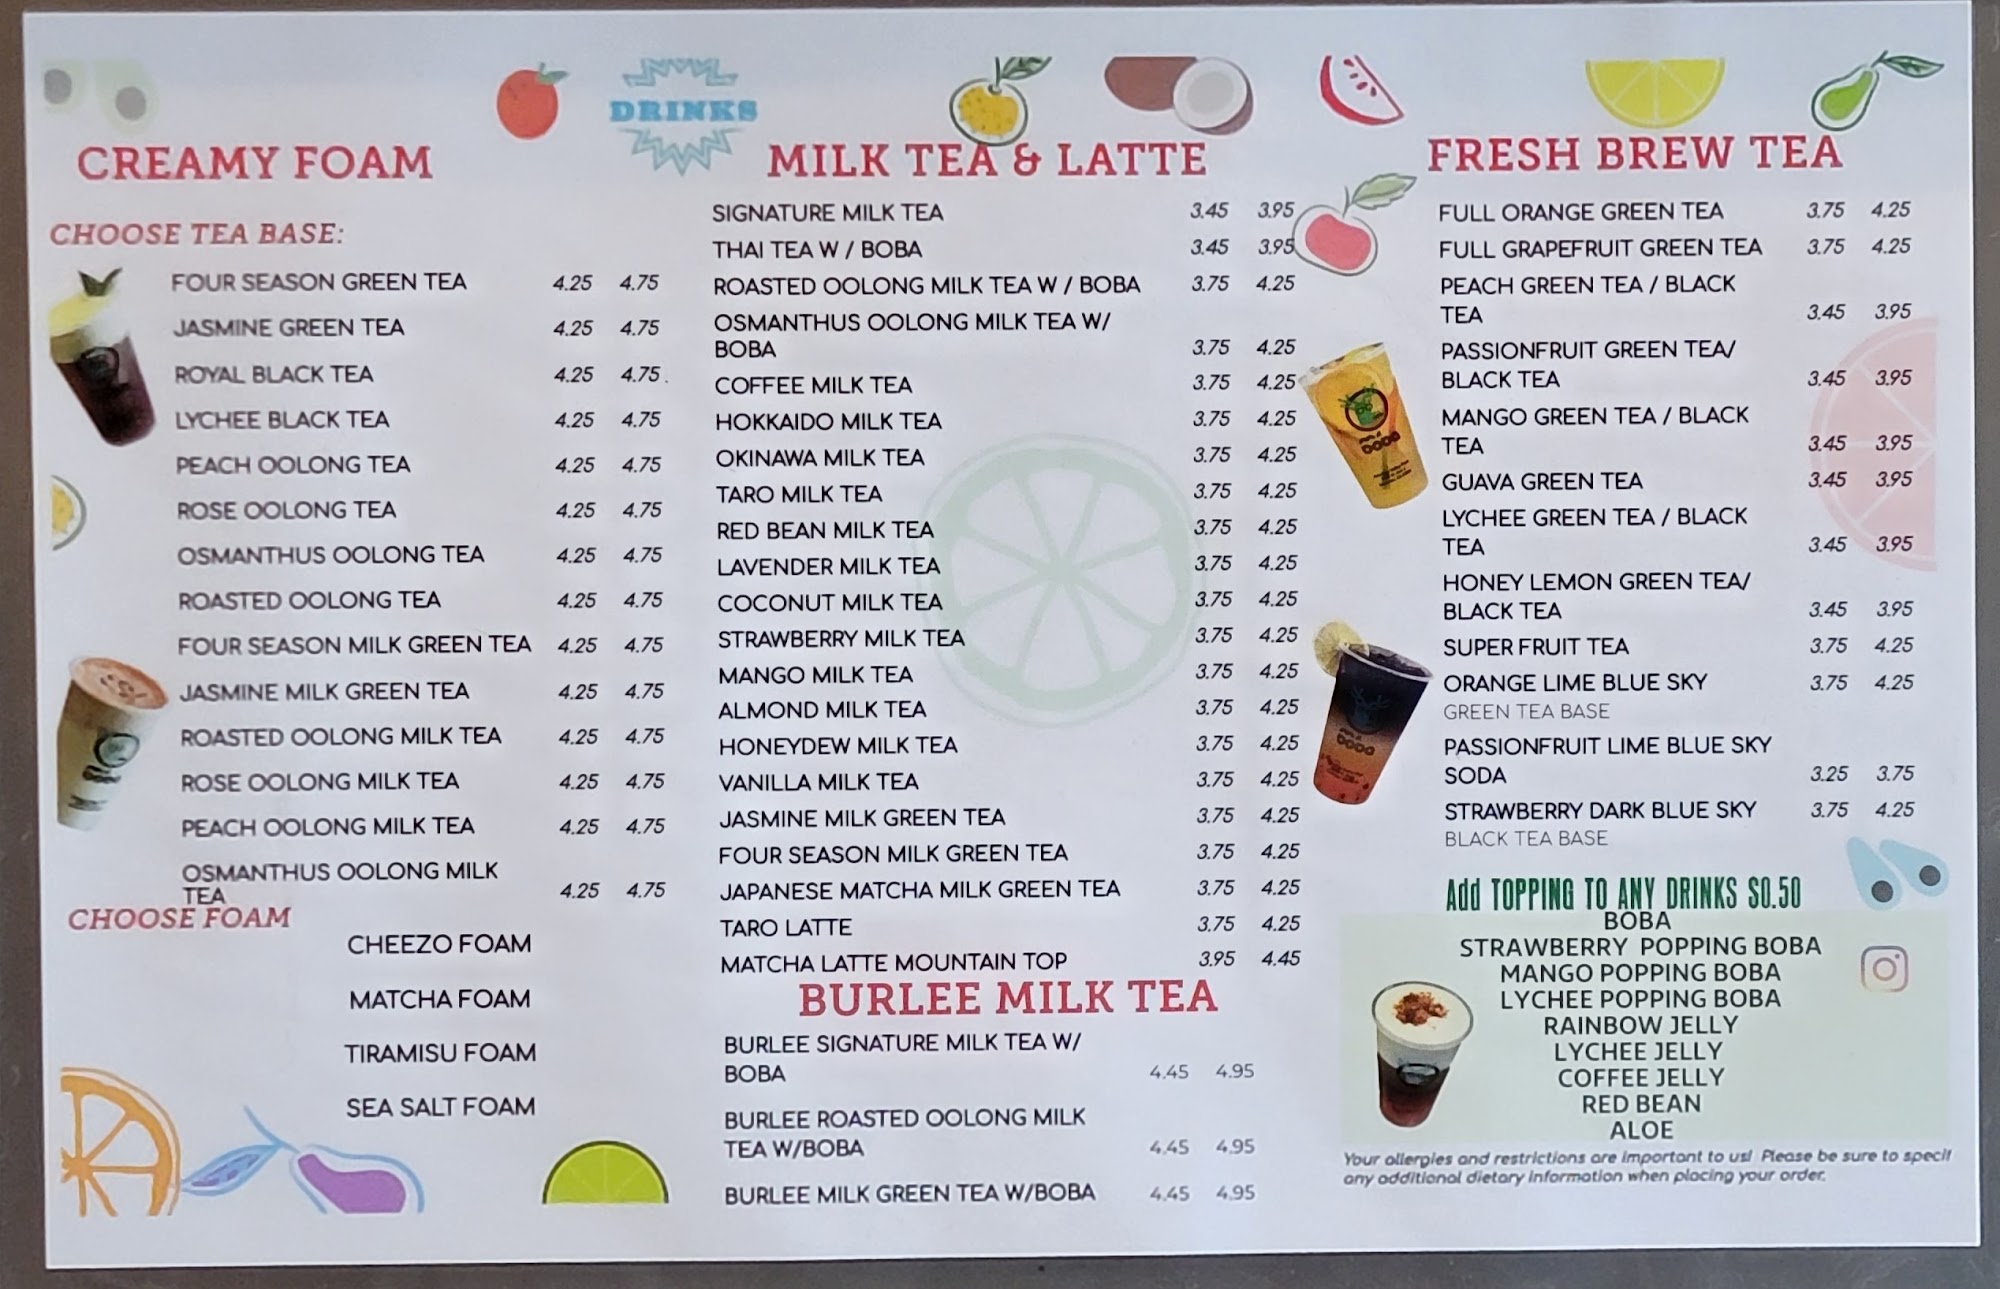 DRINKS
CREAMY FOAM
CHOOSE TEA BASE:
FOUR SEASON GREEN TEA 4.25 4.75
JASMINE GREEN TEA 4.25 4.75
ROYAL BLACK TEA 4.25 4.75.
LYCHEE BLACK TEA 4.25 4.75
PEACH OOLONG TEA 4.25 4.75
ROSE OOLONG TEA 4.25 4.75
OSMANTHUS OOLONG TEA 4.25 4.75
ROASTED OOLONG TEA 4.25 4.75
FOUR SEASON MILK GREEN TEA 4.25 4.75
JASMINE MILK GREEN TEA 4.25 4.75
ROASTED OOLONG MILK TEA 4.25 4.75
ROSE OOLONG MILK TEA 4.25 4.75
PEACH OOLONG MILK TEA 4.25 4.75
OSMANTHUS OOLONG MILK
TEA 4.25 4.75
CHOOSE FOAM
CHEEZO FOAM
MATCHA FOAM
TIRAMISU FOAM
SEA SALT FOAM
MILK TEA & LATTE
SIGNATURE MILK TEA 3.45 3.95
THAI TEA W / BOBA 3.45 3.95
ROASTED OOLONG MILK TEA W / BOBA 3.75 4.25
OSMANTHUS OOLONG MILK TEA W/
BOBA 3.75 4.25
COFFEE MILK TEA 3.75 4.25
HOKKAIDO MILK TEA 3.75 4.25
OKINAWA MILK TEA 3.75 4.25
TARO MILK TEA 3.75 4.25
RED BEAN MILK TEA 3.75 4.25
LAVENDER MILK TEA 3.75 4.25
COCONUT MILK TEA 3.75 4.25
STRAWBERRY MILK TEA 3.75 4.25
MANGO MILK TEA 3.75 4.25
ALMOND MILK TEA 3.75 4.25
HONEYDEW MILK TEA 3.75 4.25
VANILLA MILK TEA 3.75 4.25
JASMINE MILK GREEN TEA 3.75 4.25
FOUR SEASON MILK GREEN TEA 3.75 4.25
JAPANESE MATCHA MILK GREEN TEA 3.75 4.25
TARO LATTE 3.75 4.25
MATCHA LATTE MOUNTAIN TOP 3.95 4.45
BURLEE MILK TEA
BURLEE SIGNATURE MILK TEA W/
BOBA 4.45 4.95
BURLEE ROASTED OOLONG MILK
TEA W/BOBA 4.45 4.95
BURLEE MILK GREEN TEA W/BOBA 4.45 4.95
FRESH BREW TEA
FULL ORANGE GREEN TEA 3.75 4.25
FULL GRAPEFRUIT GREEN TEA 3.75 4.25
PEACH GREEN TEA / BLACK
TEA 3.45 3.95
PASSIONFRUIT GREEN TEA/
BLACK TEA 3.45 3.95
MANGO GREEN TEA / BLACK
TEA 3.45 3.95
GUAVA GREEN TEA 3.45 3.95
LYCHEE GREEN TEA / BLACK
TEA 3.45 3.95
HONEY LEMON GREEN TEA/
BLACK TEA 3.45 3.95
SUPER FRUIT TEA 3.75 4.25
ORANGE LIME BLUE SKY 3.75 4.25
GREEN TEA BASE
PASSIONFRUIT LIME BLUE SKY
SODA 3.25 3.75
STRAWBERRY DARK BLUE SKY 3.75 4.25
BLACK TEA BASE
Add TOPPING TO ANY DRINKS $0.50
BOBA
STRAWBERRY POPPING BOBA
MANGO POPPING BOBA
LYCHEE POPPING BOBA
RAINBOW JELLY
LYCHEE JELLY
COFFEE JELLY
RED BEAN
ALOE
Your allergies and restrictions are important to us! Please be sure to specif
any additional dietary information when placing your order.